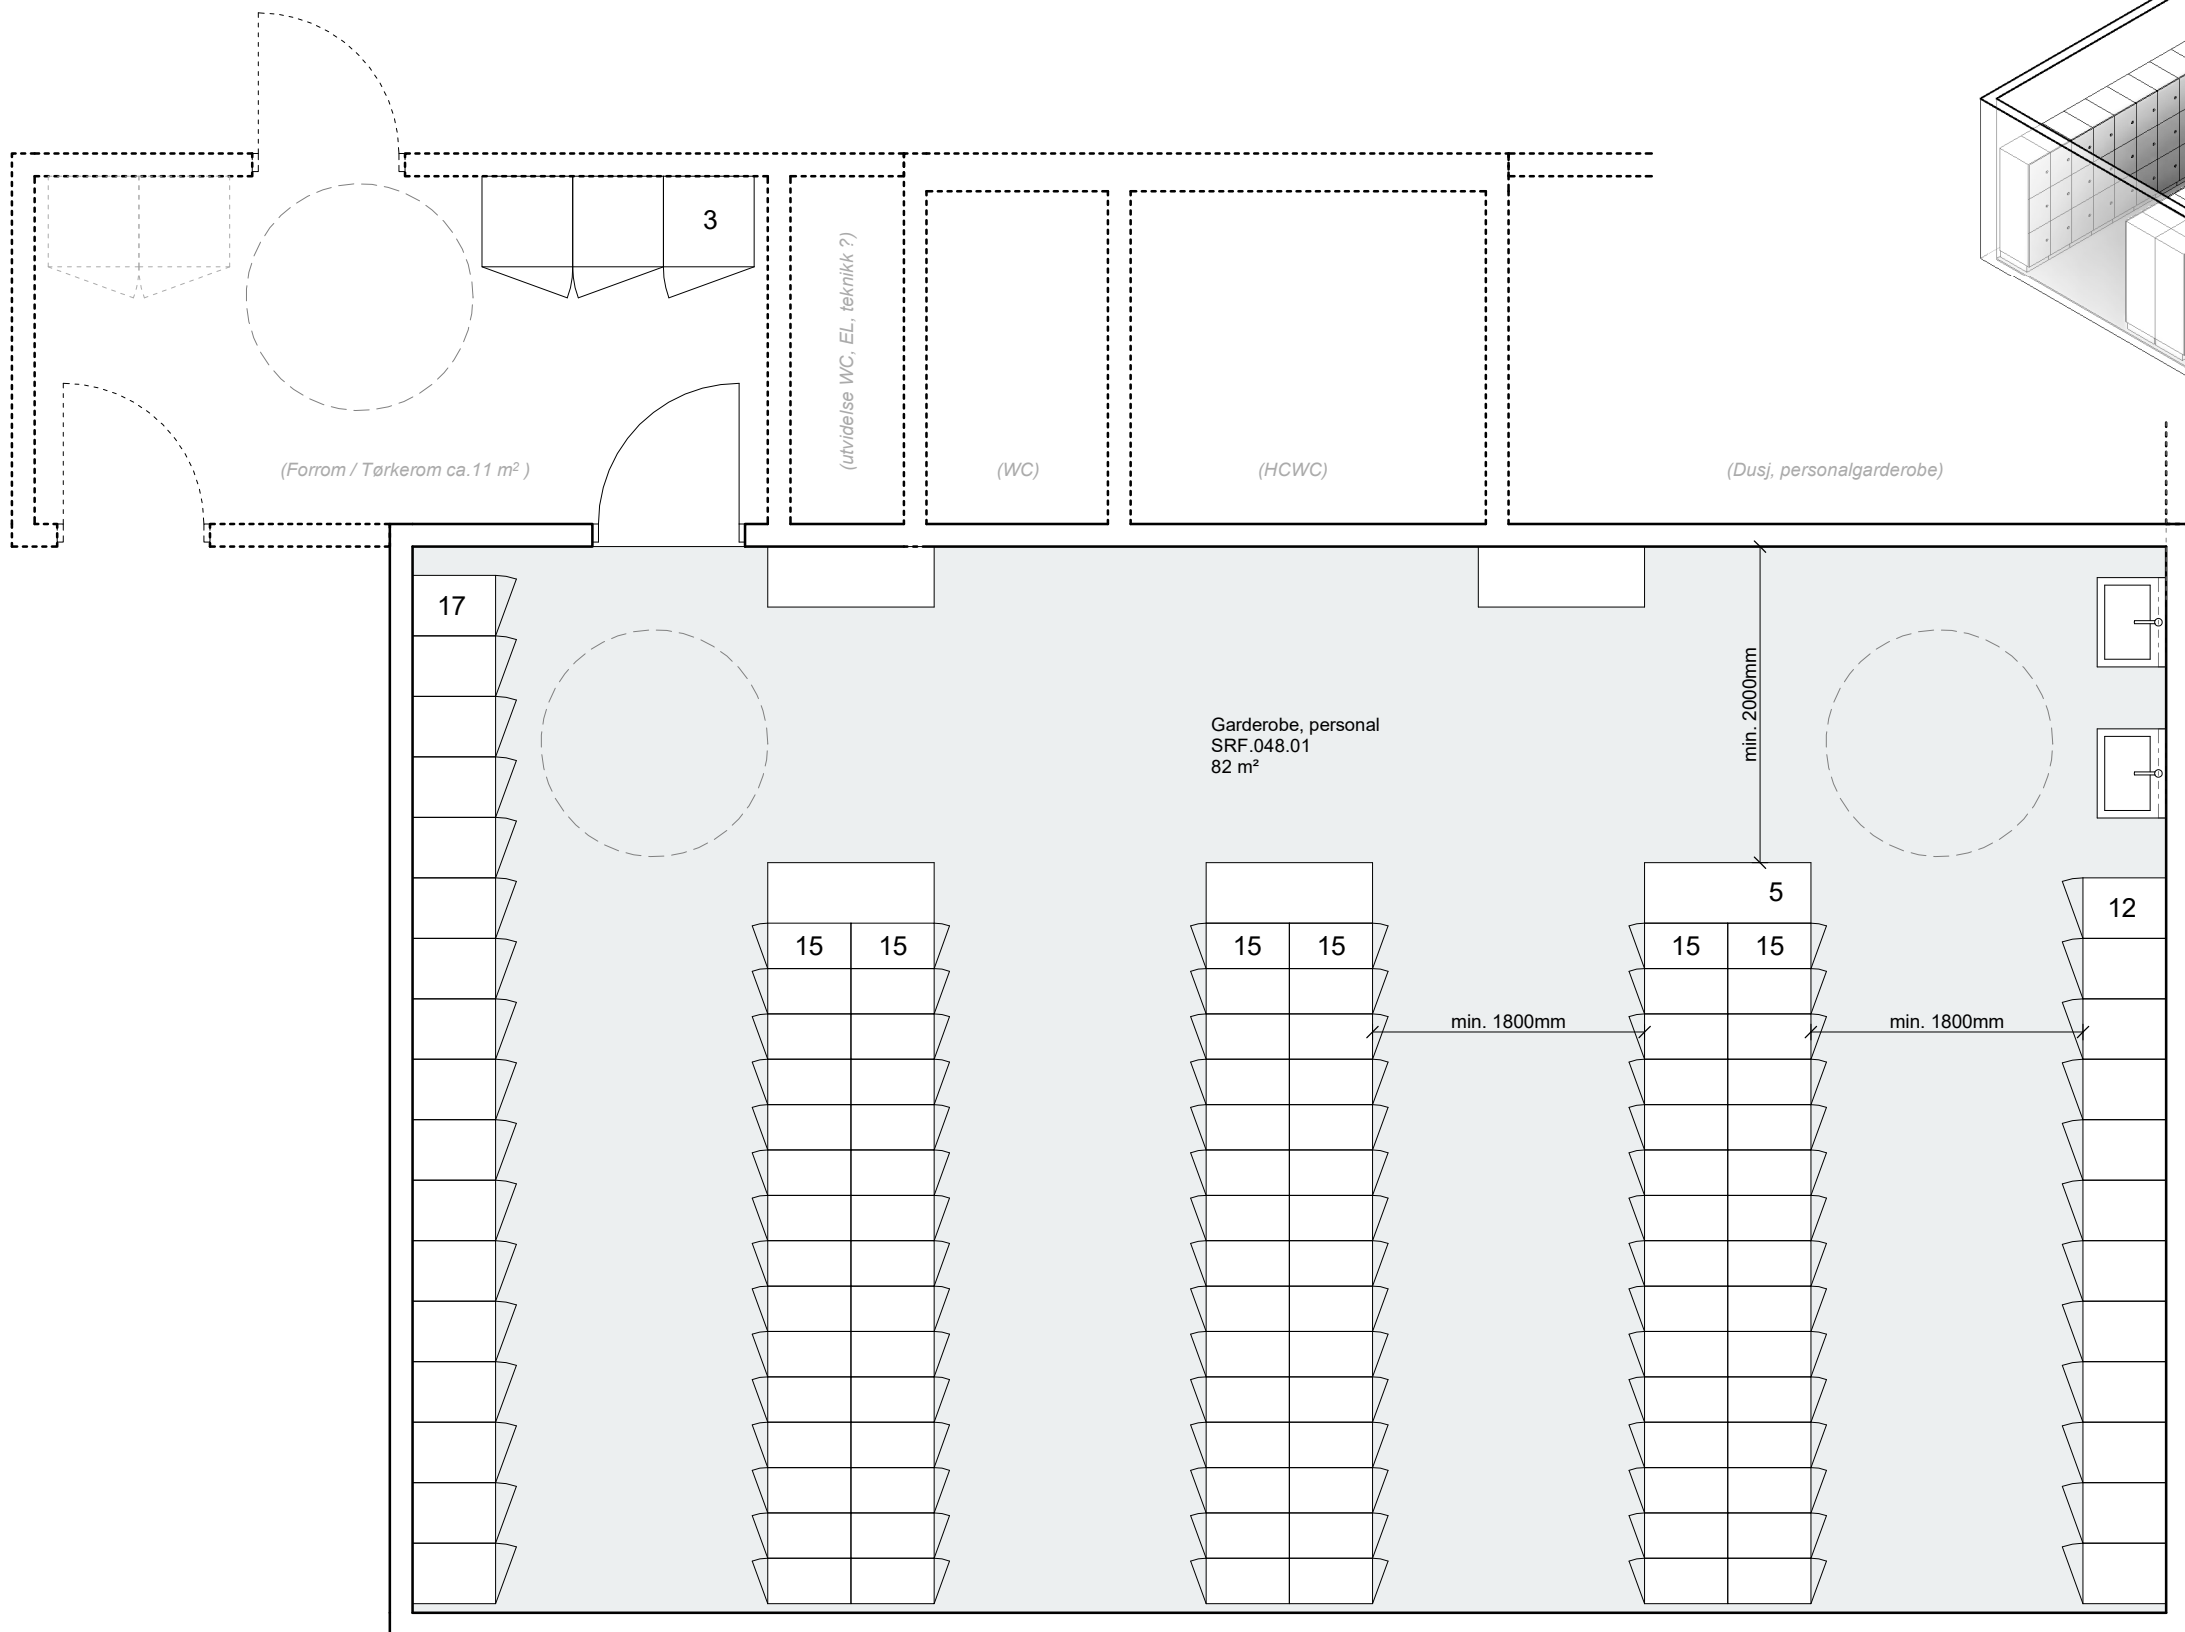 3
(utvidelse WC, EL, teknikk ?)
(Forrom / Tørkerom ca.11 m² )
(WC)
(HCWC)
(Dusj, personalgarderobe)
17
min. 2000mm
Garderobe, personal
SRF.048.01
82 m²
5
12
15 15 15 15 15 15
min. 1800mm min. 1800mm